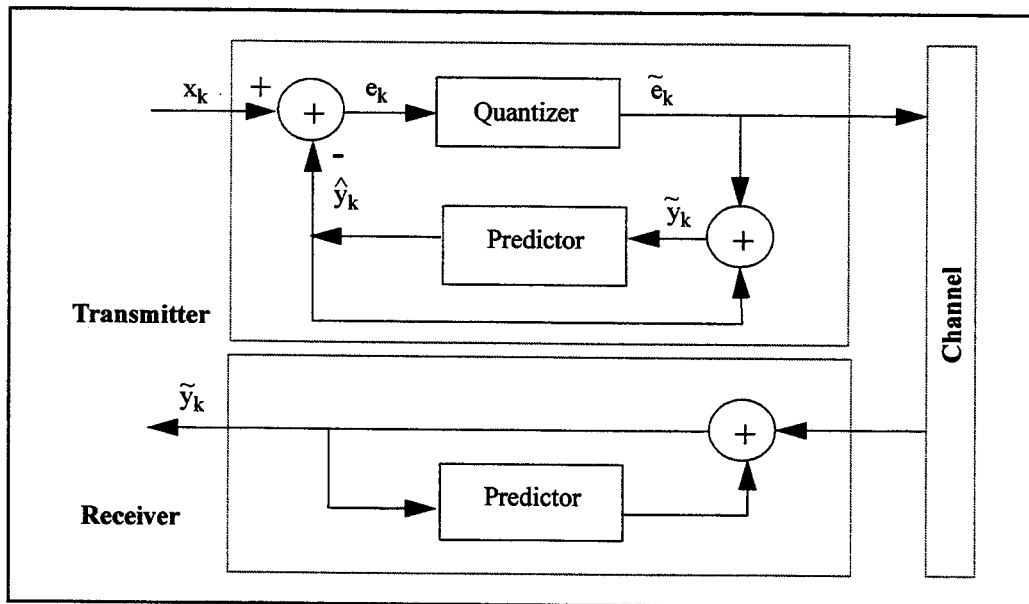 x_k + + e_k Quantizer ẽ_k
-
ŷ_k Predictor ỹ_k +
Transmitter
Channel
ỹ_k +
Predictor
Receiver